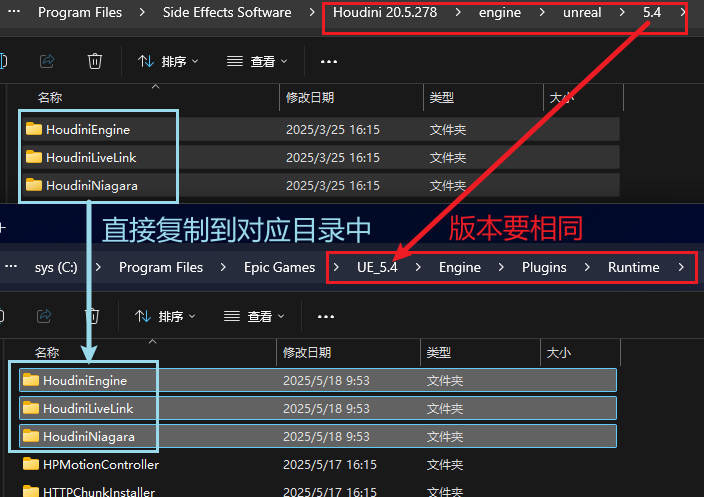 ··· Program Files > Side Effects Software > Houdini 20.5.278 > engine > unreal > 5.4 >
排序 查看 ···
名称 修改日期 类型 大小
HoudiniEngine 2025/3/25 16:15 文件夹
HoudiniLiveLink 2025/3/25 16:15 文件夹
HoudiniNiagara 2025/3/25 16:15 文件夹
直接复制到对应目录中 版本要相同
··· sys (C:) > Program Files > Epic Games > UE_5.4 > Engine > Plugins > Runtime >
排序 查看 ···
名称 修改日期 类型 大小
HoudiniEngine 2025/5/18 9:53 文件夹
HoudiniLiveLink 2025/5/18 9:53 文件夹
HoudiniNiagara 2025/5/18 9:53 文件夹
HPMotionController 2025/5/17 16:15 文件夹
HTTPChunkInstaller 2025/5/17 16:15 文件夹